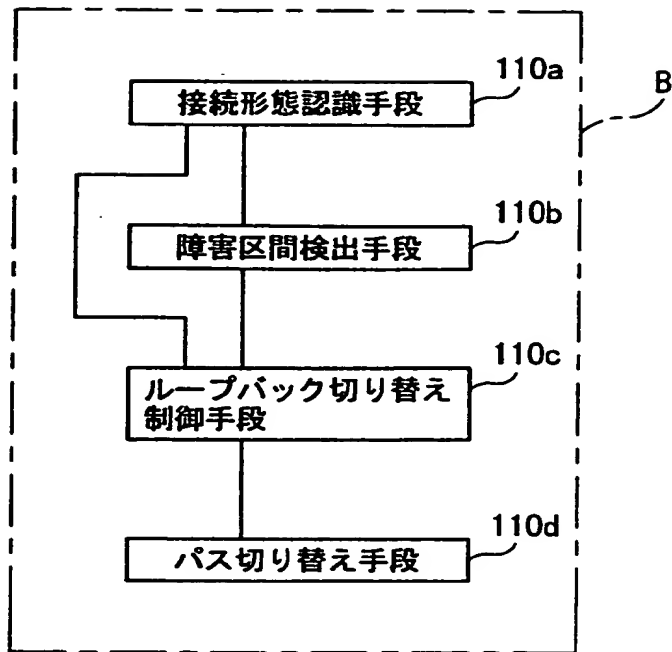 110a
接続形態認識手段
B
110b
障害区間検出手段
110c
ループバック切り替え
制御手段
110d
パス切り替え手段